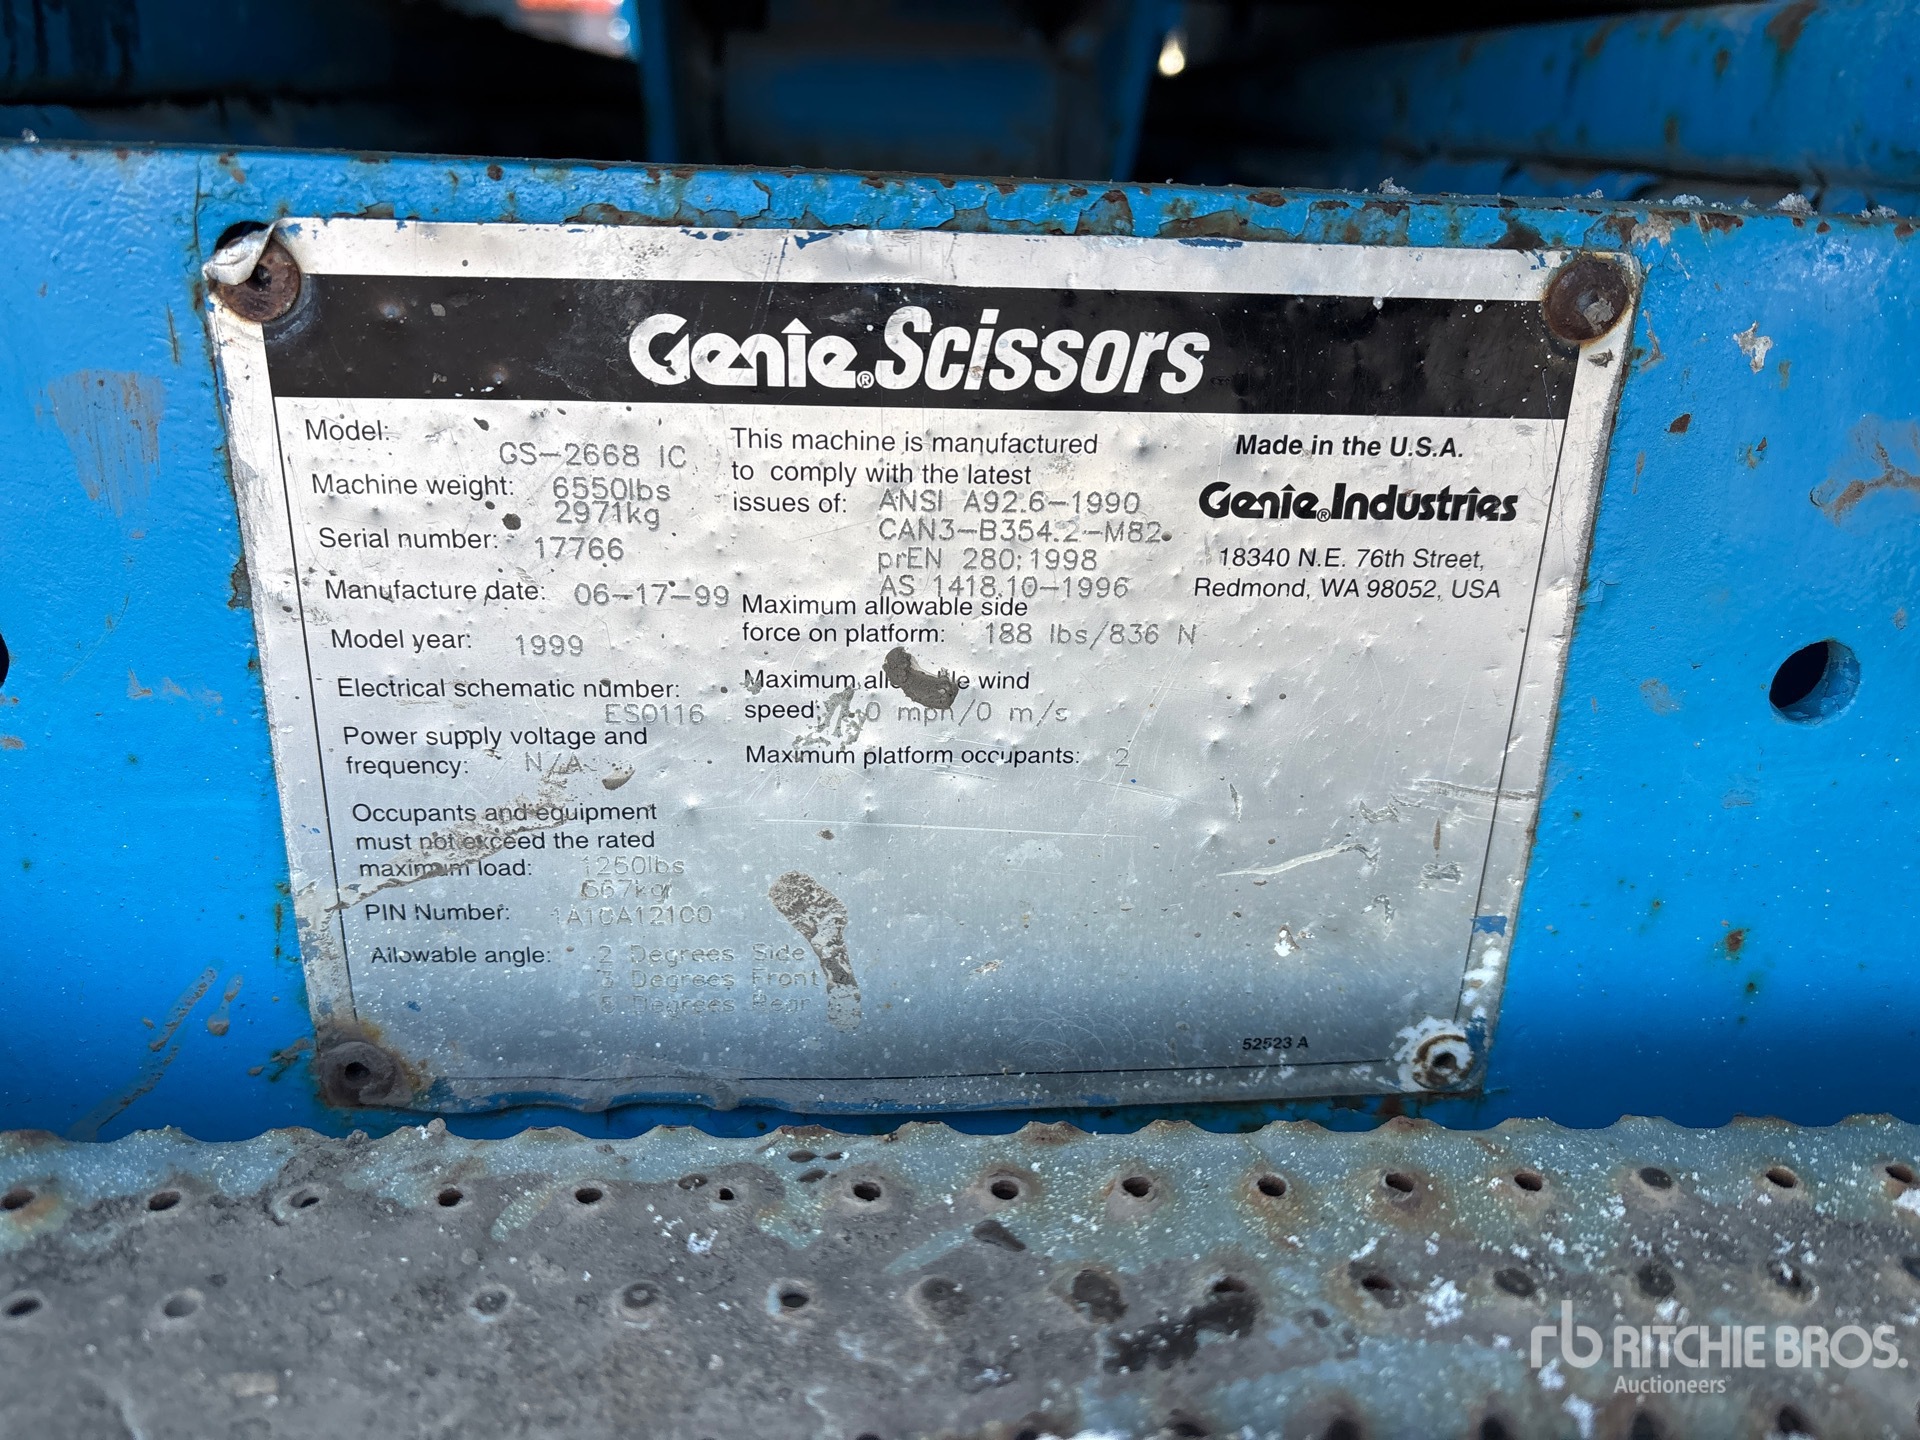 Genie® Scissors
Model: GS-2668 IC
Machine weight: 6550lbs
2971kg
Serial number: 17766
Manufacture date: 06-17-99
Model year: 1999
Electrical schematic number:
ES0116
Power supply voltage and
frequency: N/A
Occupants and equipment
must not exceed the rated
maximum load: 1250lbs
567kg
PIN Number: 1A10A12100
Allowable angle: 2 Degrees Side
3 Degrees Front
5 Degrees Rear
This machine is manufactured
to comply with the latest
issues of: ANSI A92.6-1990
CAN3-B354.2-M82
prEN 280:1998
AS 1418.10-1996
Maximum allowable side
force on platform: 188 lbs/836 N
Maximum allowable wind
speed: 0 mph/0 m/s
Maximum platform occupants: 2
Made in the U.S.A.
Genie® Industries
18340 N.E. 76th Street,
Redmond, WA 98052, USA
52523 A
rb RITCHIE BROS.
Auctioneers